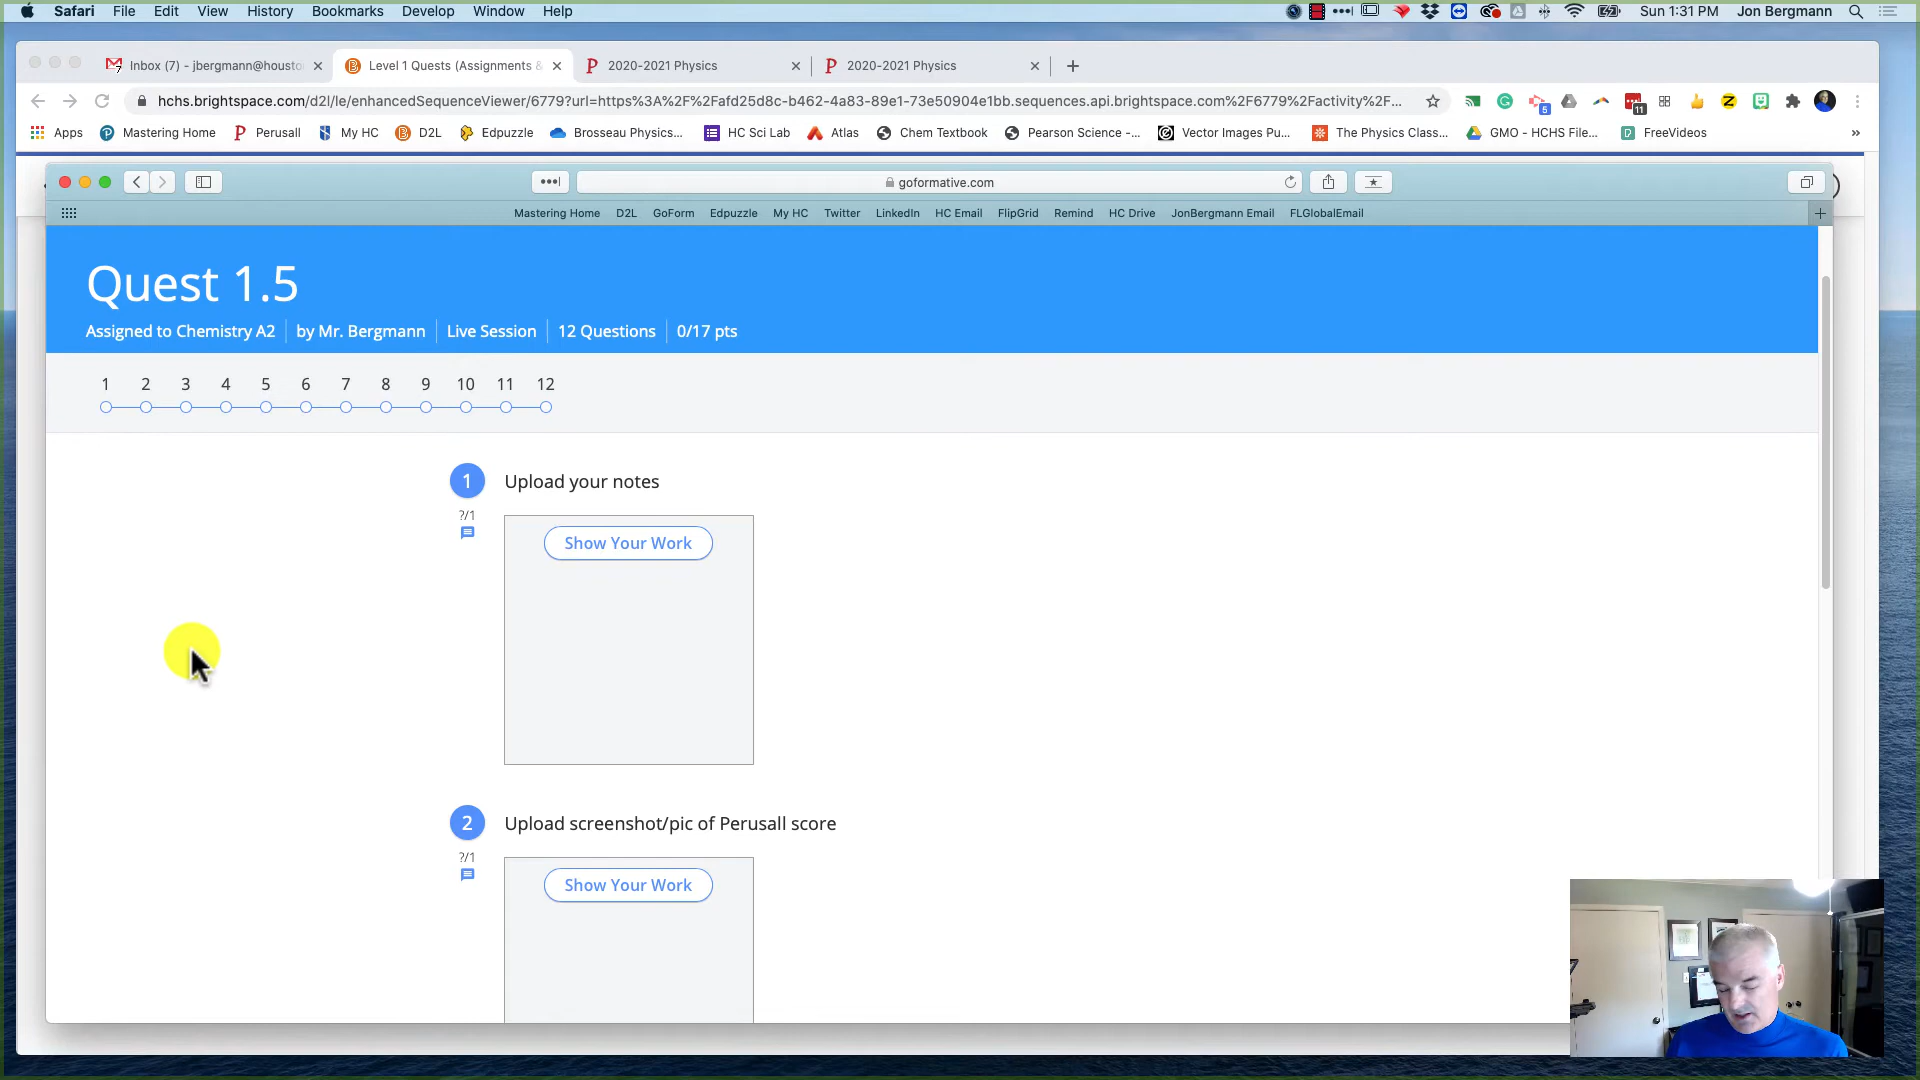 Safari File Edit View History Bookmarks Develop Window Help Sun 1:31 PM Jon Bergmann
Inbox (7) - jbergmann@housto
Level 1 Quests (Assignments &
2020-2021 Physics
2020-2021 Physics
hchs.brightspace.com/d2l/le/enhancedSequenceViewer/6779?url=https%3A%2F%2Fafd25d8c-b462-4a83-89e1-73e50904e1bb.sequences.api.brightspace.com%2F6779%2Factivity%2F...
5
11
Apps Mastering Home Perusall My HC D2L Edpuzzle Brosseau Physics... HC Sci Lab Atlas Chem Textbook Pearson Science -... Vector Images Pu... The Physics Class... GMO - HCHS File... FreeVideos »
goformative.com
Mastering Home D2L GoForm Edpuzzle My HC Twitter LinkedIn HC Email FlipGrid Remind HC Drive JonBergmann Email FLGlobalEmail
Quest 1.5
Assigned to Chemistry A2 by Mr. Bergmann Live Session 12 Questions 0/17 pts
1 2 3 4 5 6 7 8 9 10 11 12
1 Upload your notes
?/1
Show Your Work
2 Upload screenshot/pic of Perusall score
?/1
Show Your Work